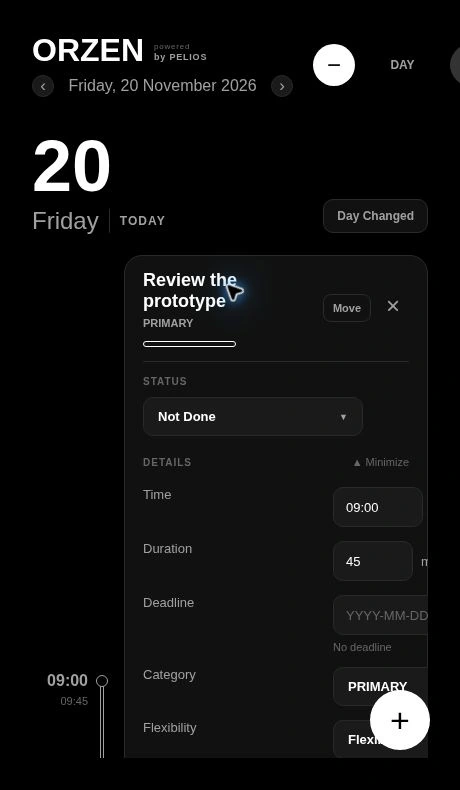 ORZEN powered
by PELIOS
‹ Friday, 20 November 2026 ›
− DAY
20
Friday TODAY
Day Changed
Review the
prototype
PRIMARY
Move ✕
STATUS
Not Done ▼
DETAILS ▲ Minimize
Time 09:00
Duration 45
Deadline YYYY-MM-DD
No deadline
09:00
09:45
Category PRIMARY
Flexibility
+